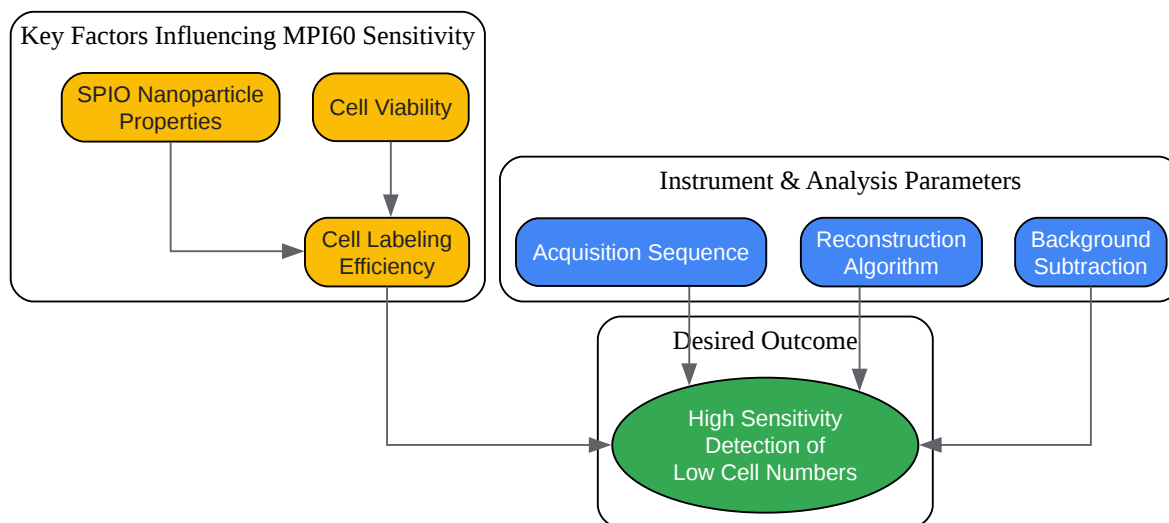 Key Factors Influencing MPI60 Sensitivity
SPIO Nanoparticle
Properties
Cell Viability
Cell Labeling
Efficiency
Instrument & Analysis Parameters
Acquisition Sequence
Reconstruction
Algorithm
Background
Subtraction
Desired Outcome
High Sensitivity
Detection of
Low Cell Numbers